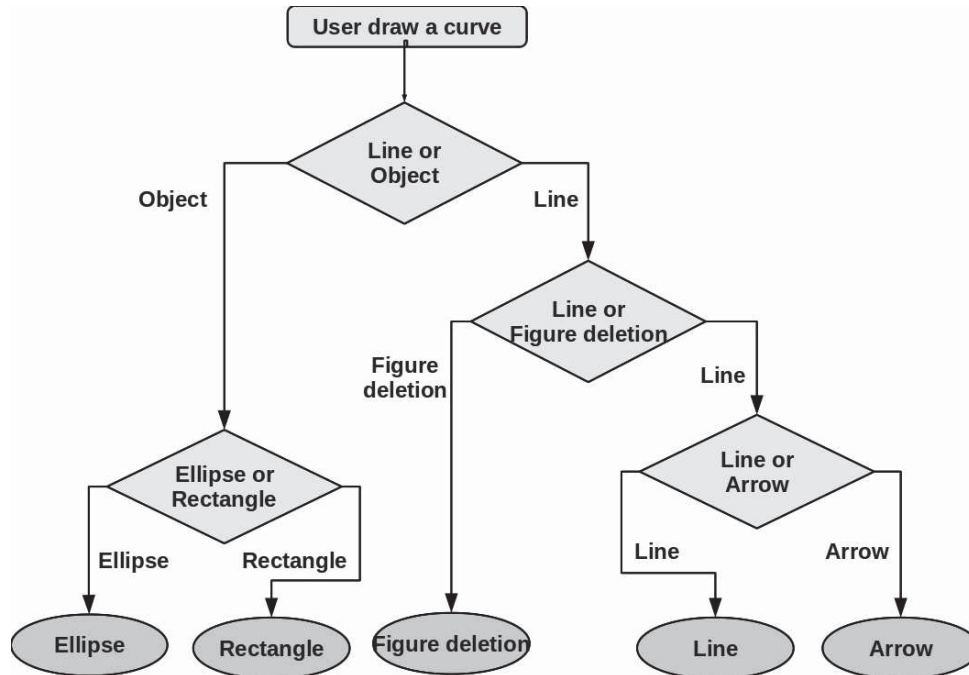 User draw a curve
Line or
Object
Object
Line
Line or
Figure deletion
Figure
deletion
Line
Ellipse or
Rectangle
Line or
Arrow
Ellipse
Rectangle
Line
Arrow
Ellipse
Rectangle
Figure deletion
Line
Arrow